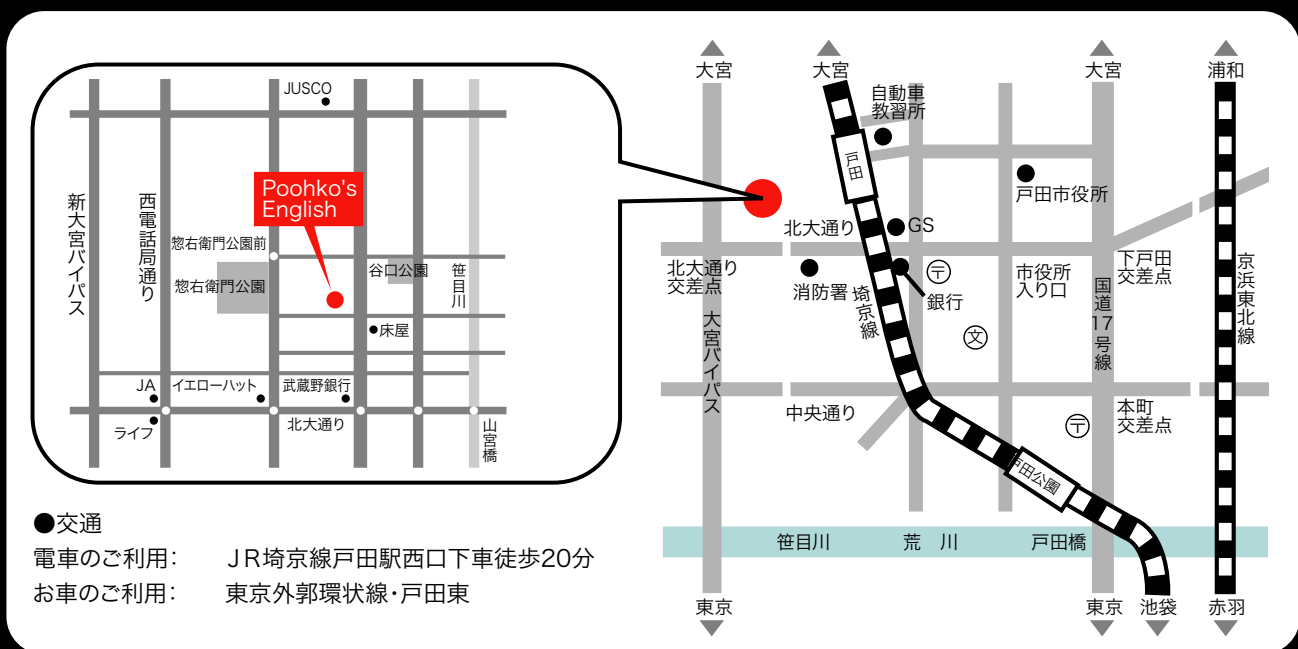 JUSCO
Poohko's
English
新大宮バイパス
西電話局通り
惣右衛門公園前
惣右衛門公園
谷口公園
笹目川
床屋
JA
イエローハット
武蔵野銀行
ライフ
北大通り
山宮橋
●交通
電車のご利用： JR埼京線戸田駅西口下車徒歩20分
お車のご利用： 東京外郭環状線・戸田東
大宮
大宮
大宮
浦和
自動車
教習所
戸田
戸田市役所
北大通り
GS
北大通り
交差点
消防署
埼京線
〒
銀行
市役所
入り口
下戸田
交差点
京浜東北線
国道17号線
文
大宮バイパス
中央通り
本町
交差点
〒
戸田公園
笹目川
荒川
戸田橋
東京
東京
池袋
赤羽